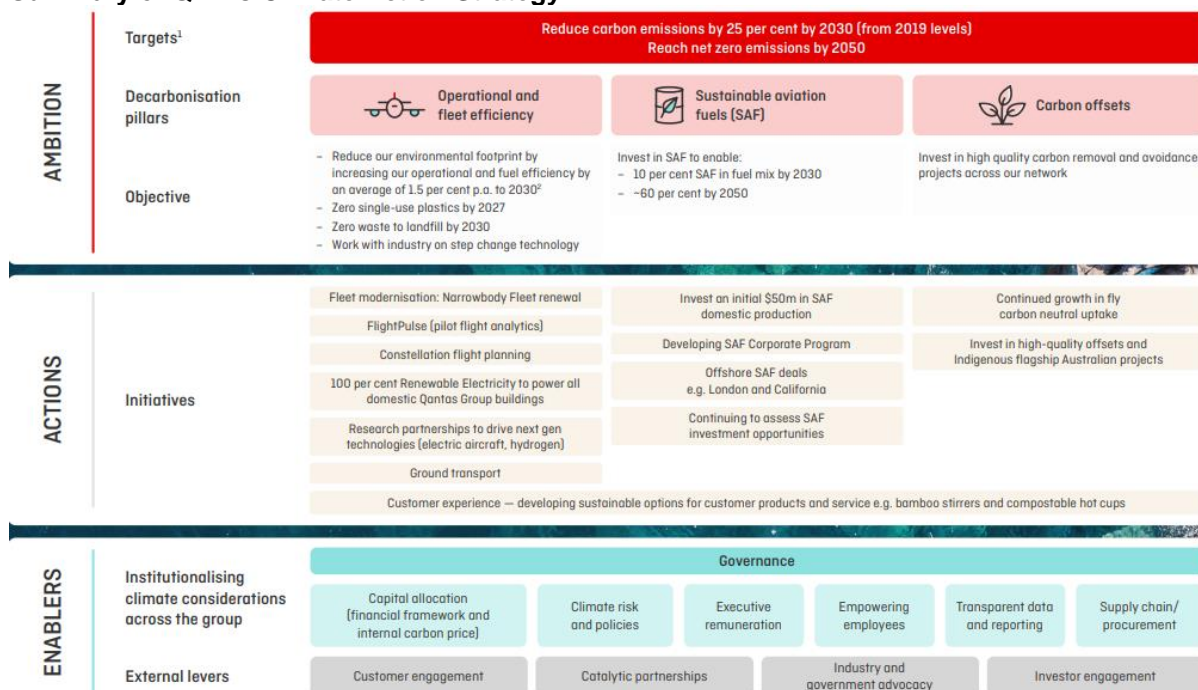 Targets¹
Reduce carbon emissions by 25 per cent by 2030 (from 2019 levels)
Reach net zero emissions by 2050
AMBITION
Decarbonisation
pillars
Operational and
fleet efficiency
Sustainable aviation
fuels (SAF)
Carbon offsets
Objective
– Reduce our environmental footprint by
increasing our operational and fuel efficiency by
an average of 1.5 per cent p.a. to 2030²
– Zero single-use plastics by 2027
– Zero waste to landfill by 2030
– Work with industry on step change technology
Invest in SAF to enable:
– 10 per cent SAF in fuel mix by 2030
– ~60 per cent by 2050
Invest in high quality carbon removal and avoidance
projects across our network
ACTIONS
Initiatives
Fleet modernisation: Narrowbody Fleet renewal
FlightPulse (pilot flight analytics)
Constellation flight planning
100 per cent Renewable Electricity to power all
domestic Qantas Group buildings
Research partnerships to drive next gen
technologies (electric aircraft, hydrogen)
Ground transport
Invest an initial $50m in SAF
domestic production
Developing SAF Corporate Program
Offshore SAF deals
e.g. London and California
Continuing to assess SAF
investment opportunities
Continued growth in fly
carbon neutral uptake
Invest in high-quality offsets and
Indigenous flagship Australian projects
Customer experience — developing sustainable options for customer products and service e.g. bamboo stirrers and compostable hot cups
ENABLERS
Institutionalising
climate considerations
across the group
Governance
Capital allocation
(financial framework and
internal carbon price)
Climate risk
and policies
Executive
remuneration
Empowering
employees
Transparent data
and reporting
Supply chain/
procurement
External levers
Customer engagement
Catalytic partnerships
Industry and
government advocacy
Investor engagement